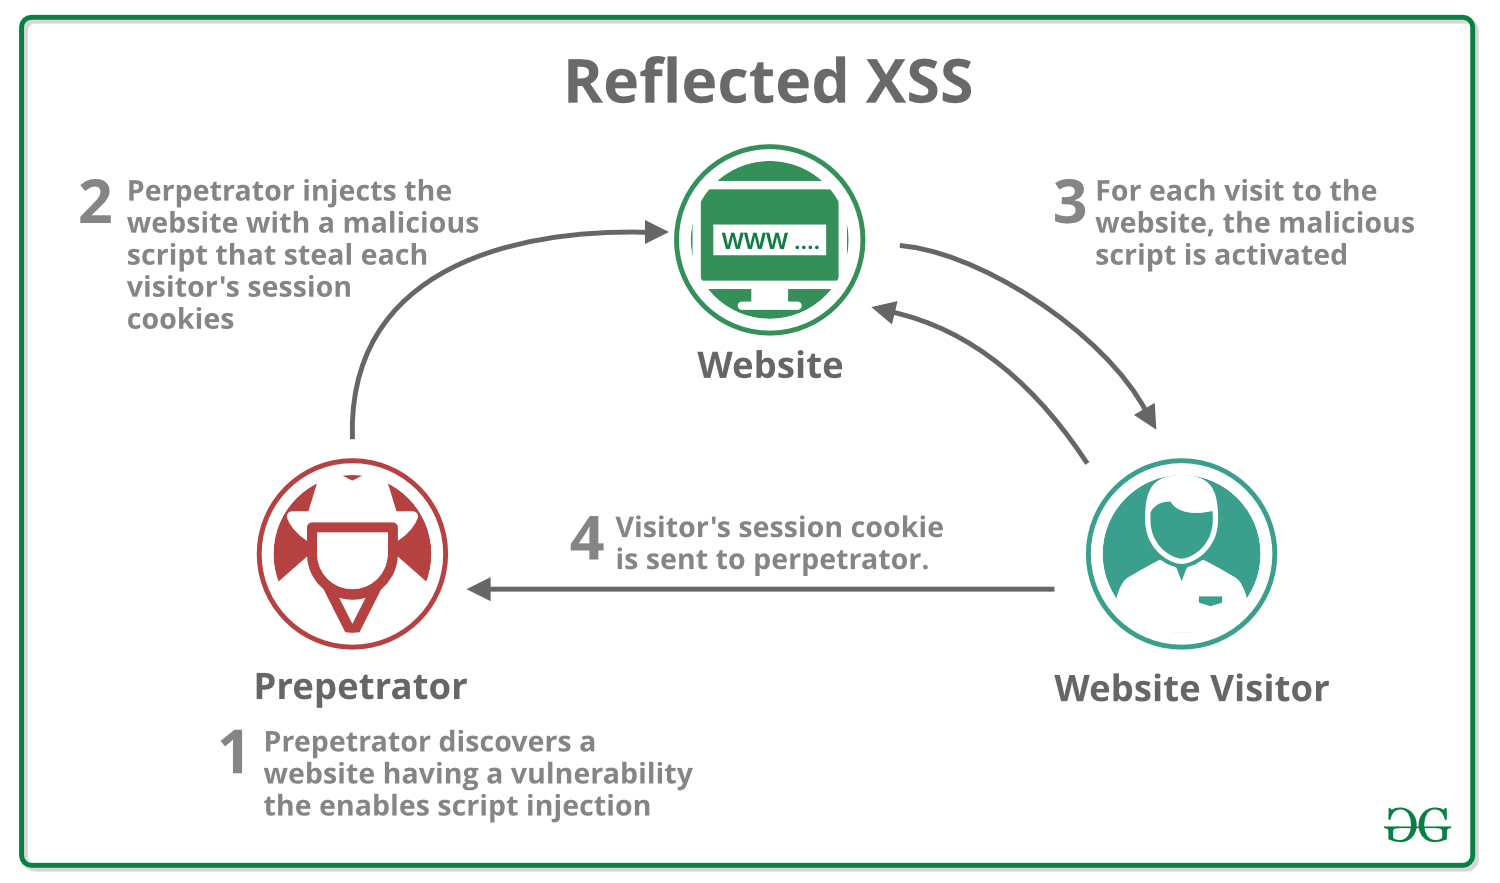 Reflected XSS
2 Perpetrator injects the
website with a malicious
script that steal each
visitor's session
cookies
WWW ....
Website
3 For each visit to the
website, the malicious
script is activated
4 Visitor's session cookie
is sent to perpetrator.
Prepetrator
Website Visitor
1 Prepetrator discovers a
website having a vulnerability
the enables script injection